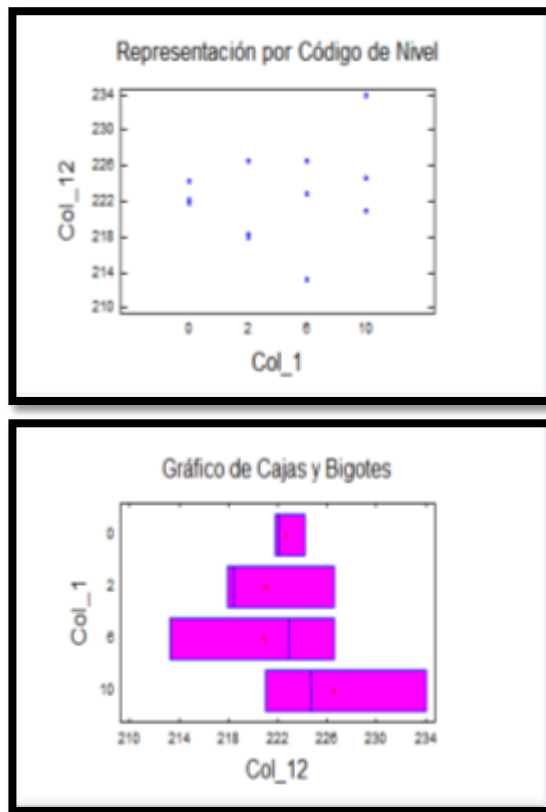 Representación por Código de Nivel
234
230
226
222
218
214
210
Col_12
0 2 6 10
Col_1
Gráfico de Cajas y Bigotes
0
2
6
10
Col_1
210 214 218 222 226 230 234
Col_12